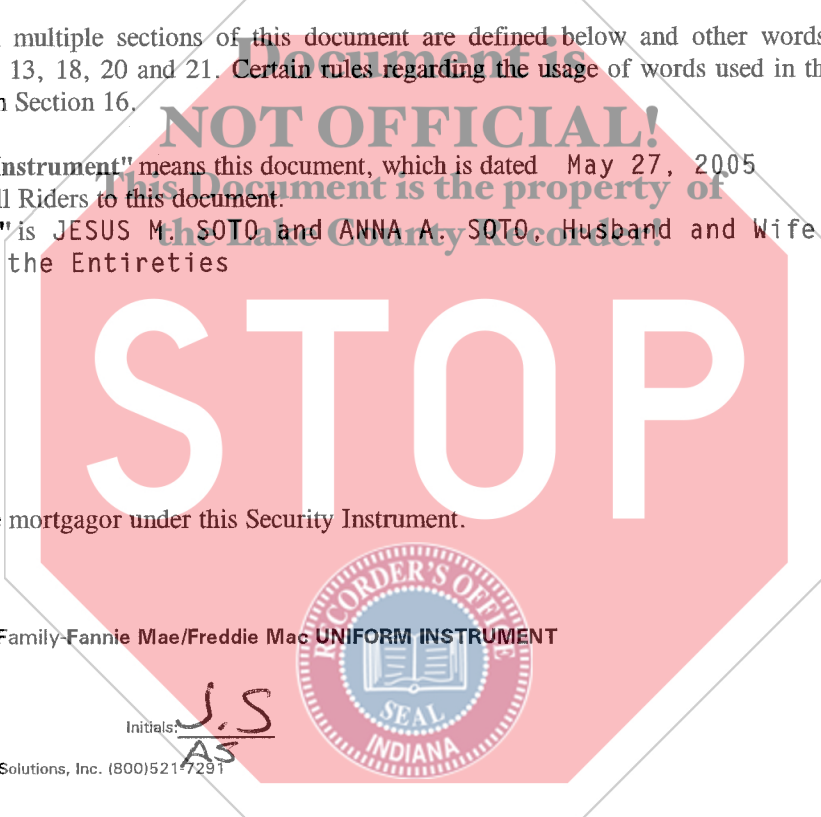 multiple sections of this document are defined below and other words
Document is
13, 18, 20 and 21. Certain rules regarding the usage of words used in th
n Section 16.
NOT OFFICIAL!
Instrument" means this document, which is dated May 27, 2005
This Document is the property of
ll Riders to this document.
" is JESUS M. SOTO and ANNA A. SOTO, Husband and Wife
the Lake County Recorder!
the Entireties
STOP
e mortgagor under this Security Instrument.
RECORDER'S OFFICE
Family-Fannie Mae/Freddie Mac UNIFORM INSTRUMENT
SEAL
INDIANA
Initials: J.S
AS
Solutions, Inc. (800)521-7291